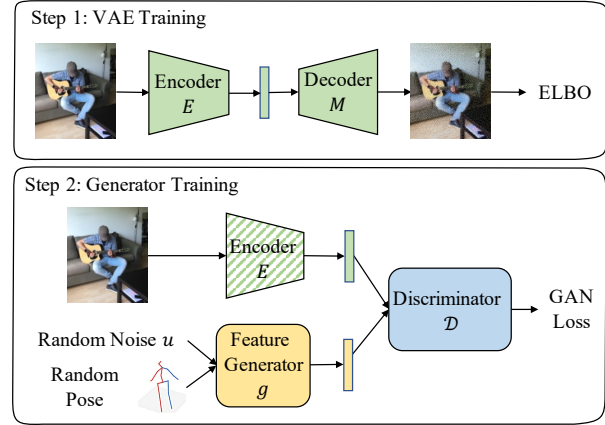 Step 1: VAE Training
Encoder
E
Decoder
M
ELBO
Step 2: Generator Training
Encoder
E
Discriminator
𝒟
GAN
Loss
Random Noise u
Random
Pose
Feature
Generator
g